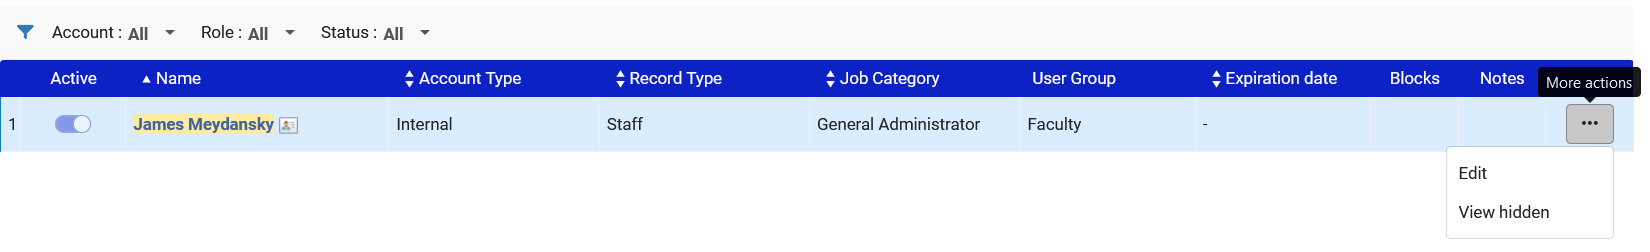 Account : All Role : All Status : All
Active Name Account Type Record Type Job Category User Group Expiration date Blocks Notes
More actions
1 James Meydansky Internal Staff General Administrator Faculty -
Edit
View hidden